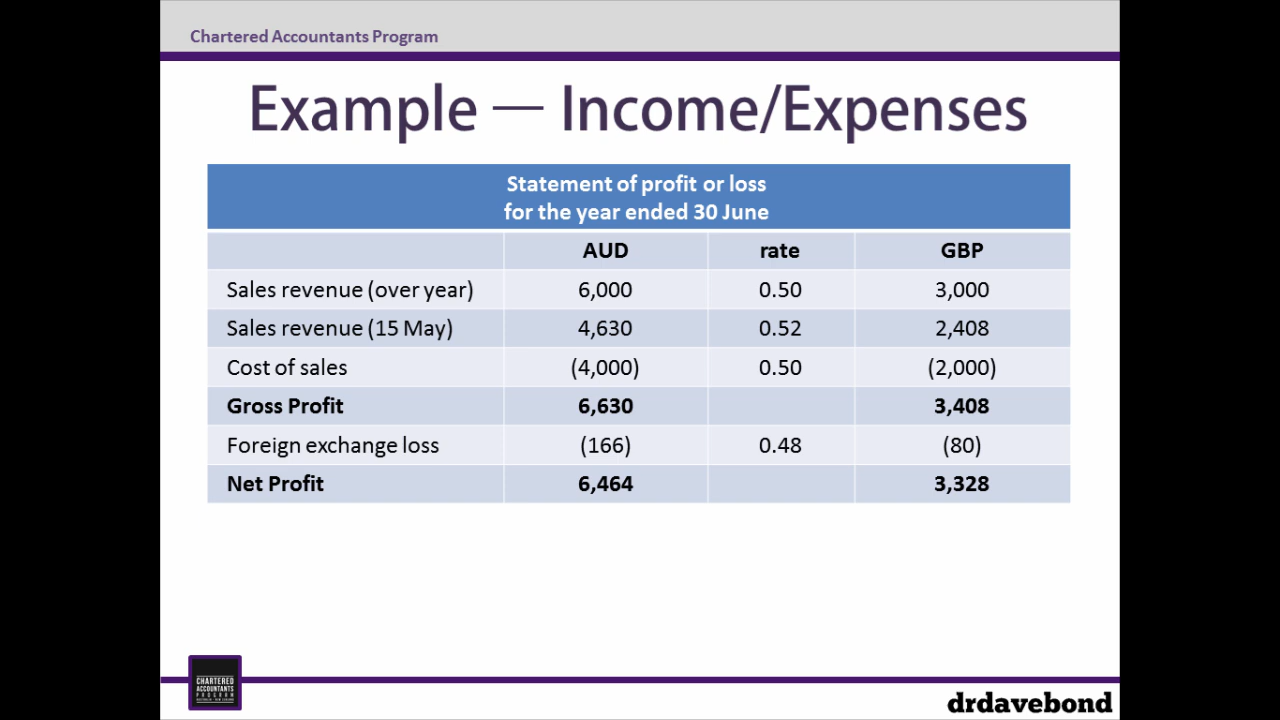 Chartered Accountants Program
Example — Income/Expenses
Statement of profit or loss
for the year ended 30 June
AUD rate GBP
Sales revenue (over year) 6,000 0.50 3,000
Sales revenue (15 May) 4,630 0.52 2,408
Cost of sales (4,000) 0.50 (2,000)
Gross Profit 6,630 3,408
Foreign exchange loss (166) 0.48 (80)
Net Profit 6,464 3,328
CHARTERED
ACCOUNTANTS
PROGRAM
drdavebond